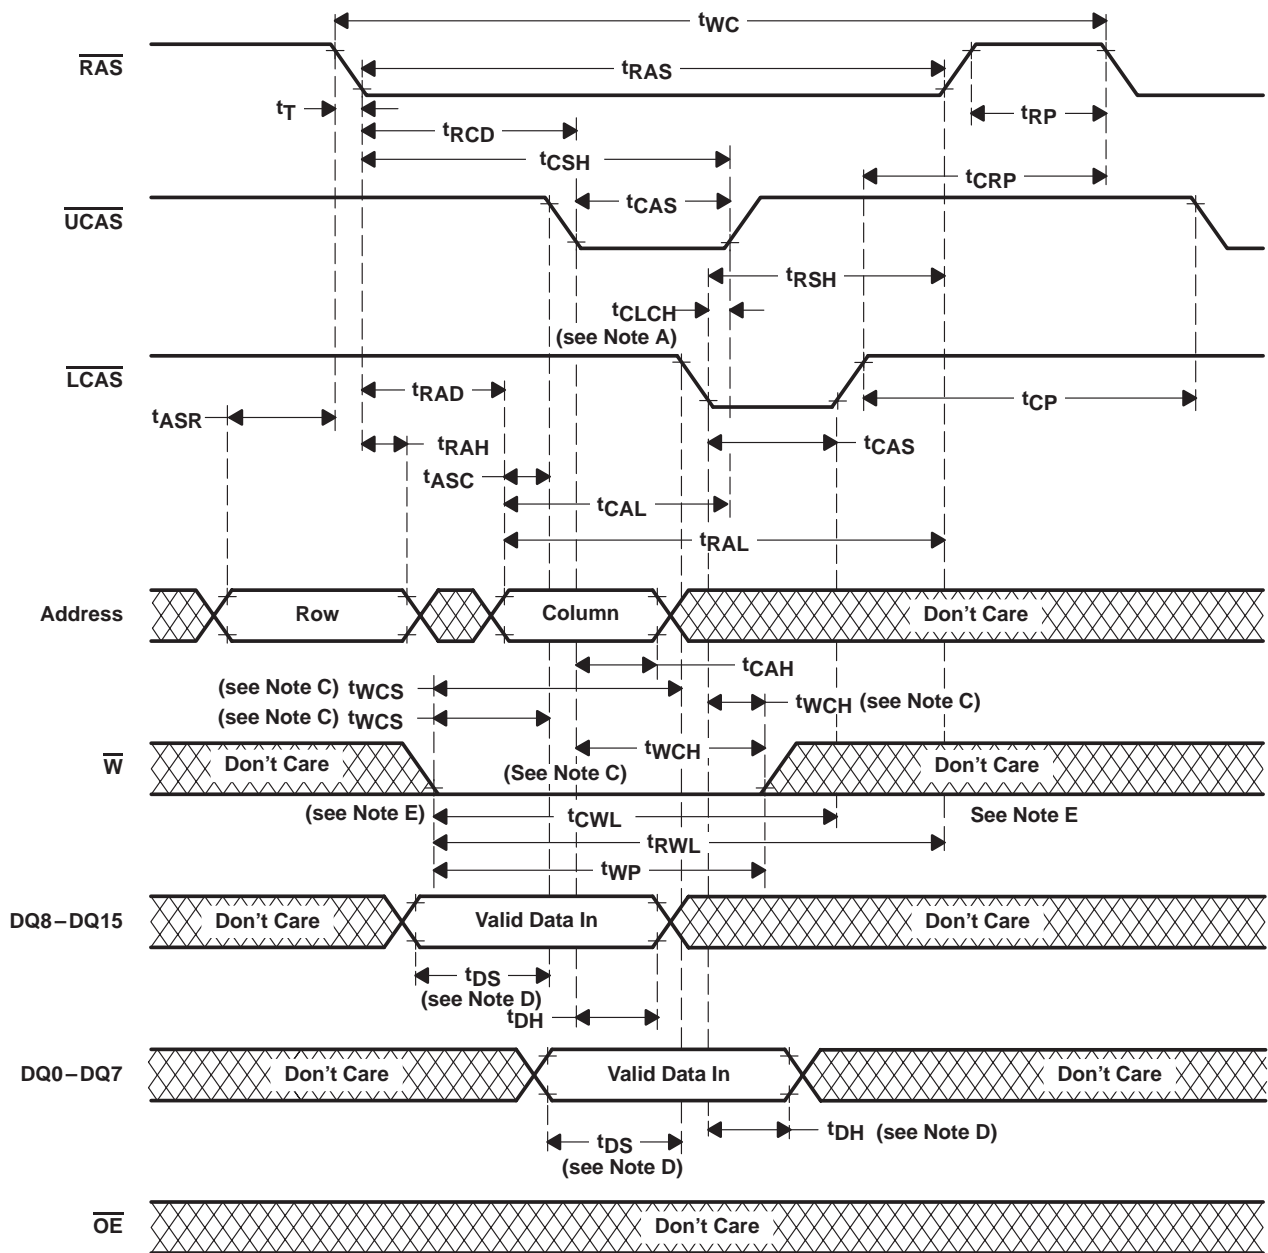 tWC
RAS
tRAS
tT
tRP
tRCD
tCSH
tCRP
UCAS
tCAS
tRSH
tCLCH
(see Note A)
LCAS
tRAD
tCP
tASR
tRAH
tCAS
tASC
tCAL
tRAL
Address Row Column Don't Care
tCAH
(see Note C) tWCS
tWCH (see Note C)
(see Note C) tWCS
tWCH
W Don't Care (See Note C) Don't Care
(see Note E) tCWL See Note E
tRWL
tWP
DQ8–DQ15 Don't Care Valid Data In Don't Care
tDS
(see Note D)
tDH
DQ0–DQ7 Don't Care Valid Data In Don't Care
tDH (see Note D)
tDS
(see Note D)
OE Don't Care